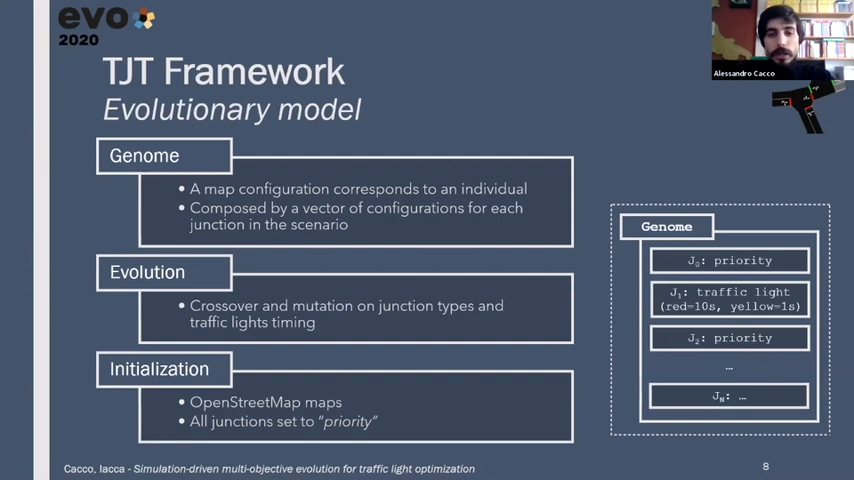 evo
2020
Alessandro Cacco
TJT Framework
Evolutionary model
Genome
• A map configuration corresponds to an individual
• Composed by a vector of configurations for each
junction in the scenario
Evolution
• Crossover and mutation on junction types and
traffic lights timing
Initialization
• OpenStreetMap maps
• All junctions set to “priority”
Genome
J₀: priority
J₁: traffic light
(red=10s, yellow=1s)
J₂: priority
…
J_N: …
Cacco, Iacca - Simulation-driven multi-objective evolution for traffic light optimization
8